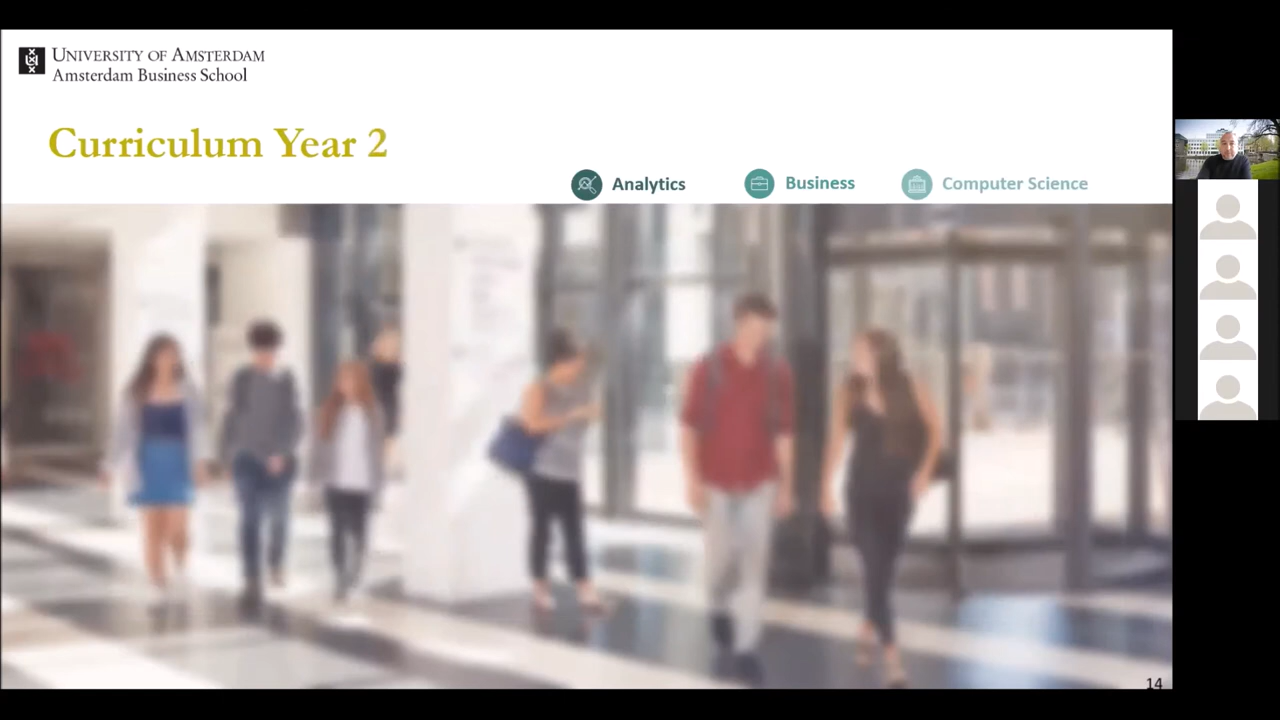 UNIVERSITY OF AMSTERDAM
Amsterdam Business School
Curriculum Year 2
Analytics
Business
Computer Science
14